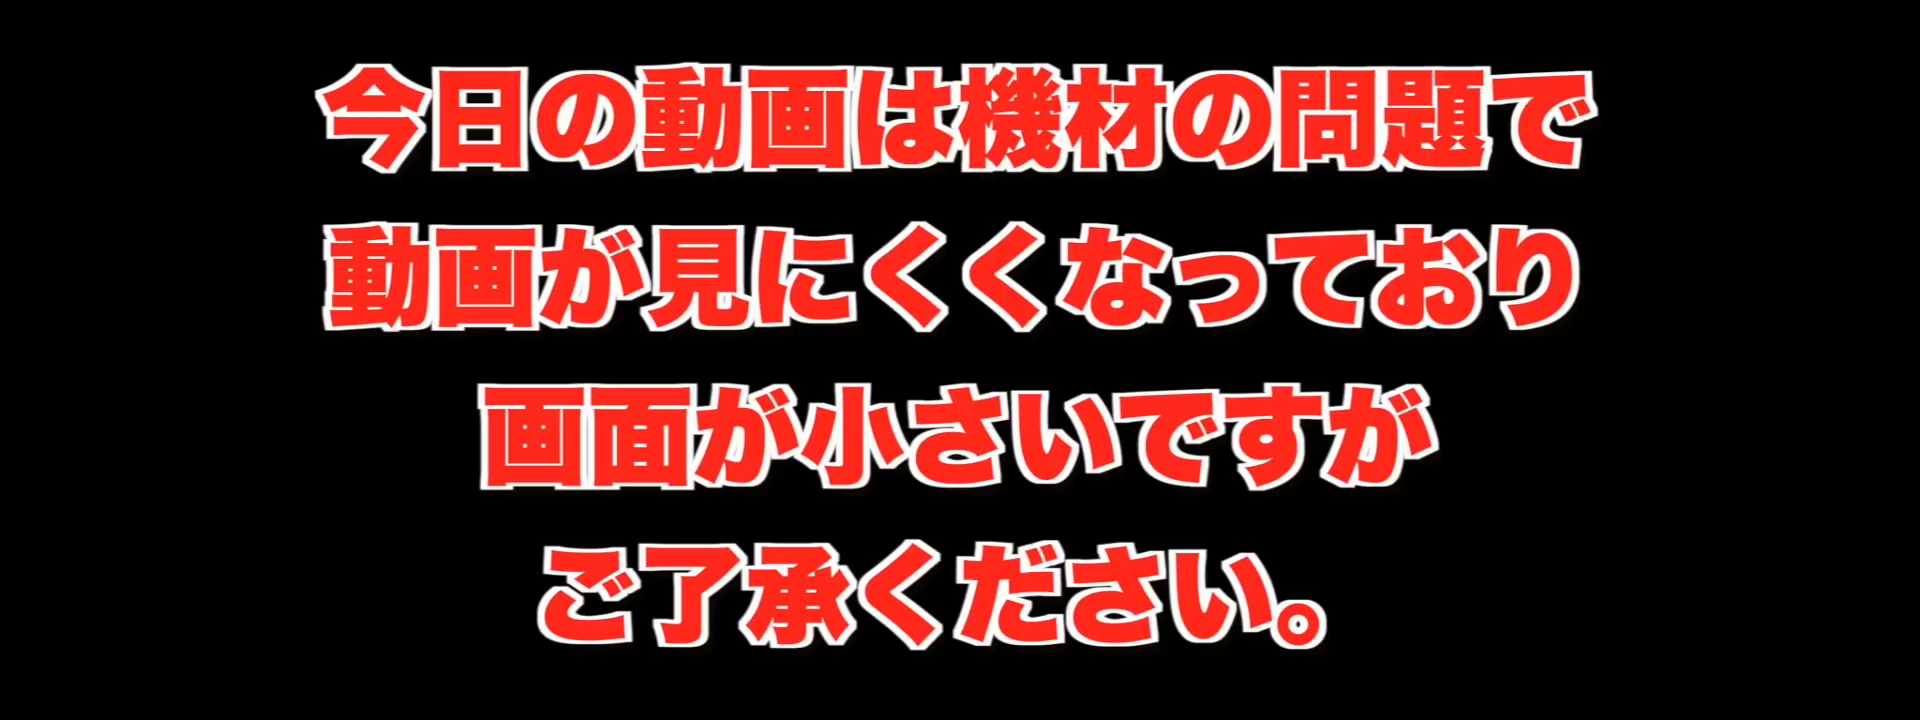 今日の動画は機材の問題で
動画が見にくくなっており
画面が小さいですが
ご了承ください。